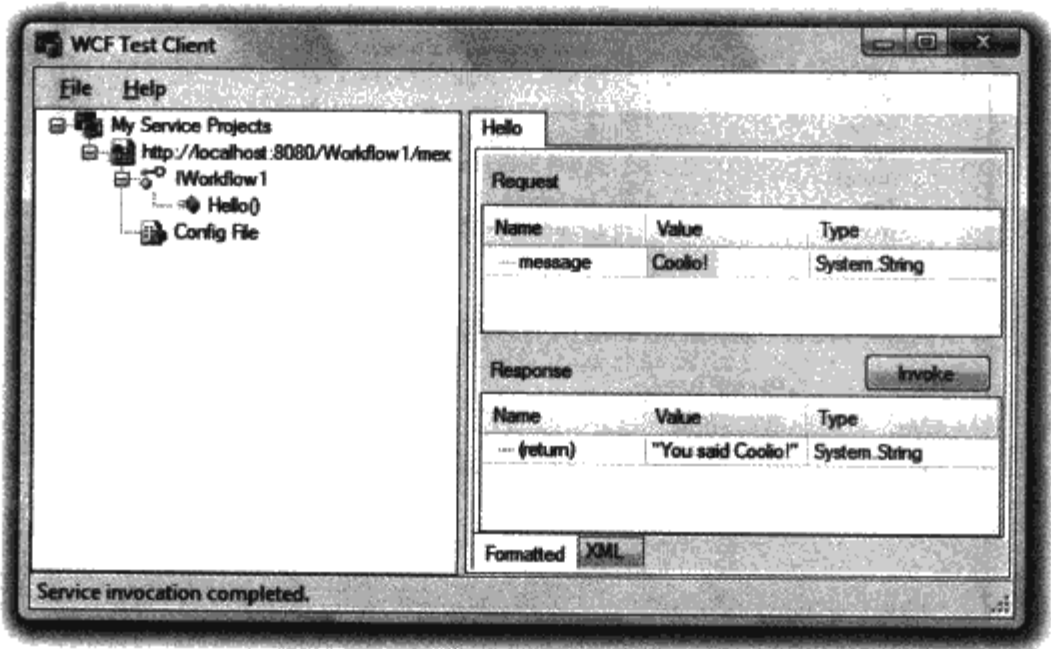 WCF Test Client
File Help
My Service Projects
http://localhost:8080/Workflow1/mex
IWorkflow1
Hello()
Config File
Hello
Request
Name Value Type
message Coolio! System.String
Response Invoke
Name Value Type
(return) "You said Coolio!" System.String
Formatted XML
Service invocation completed.